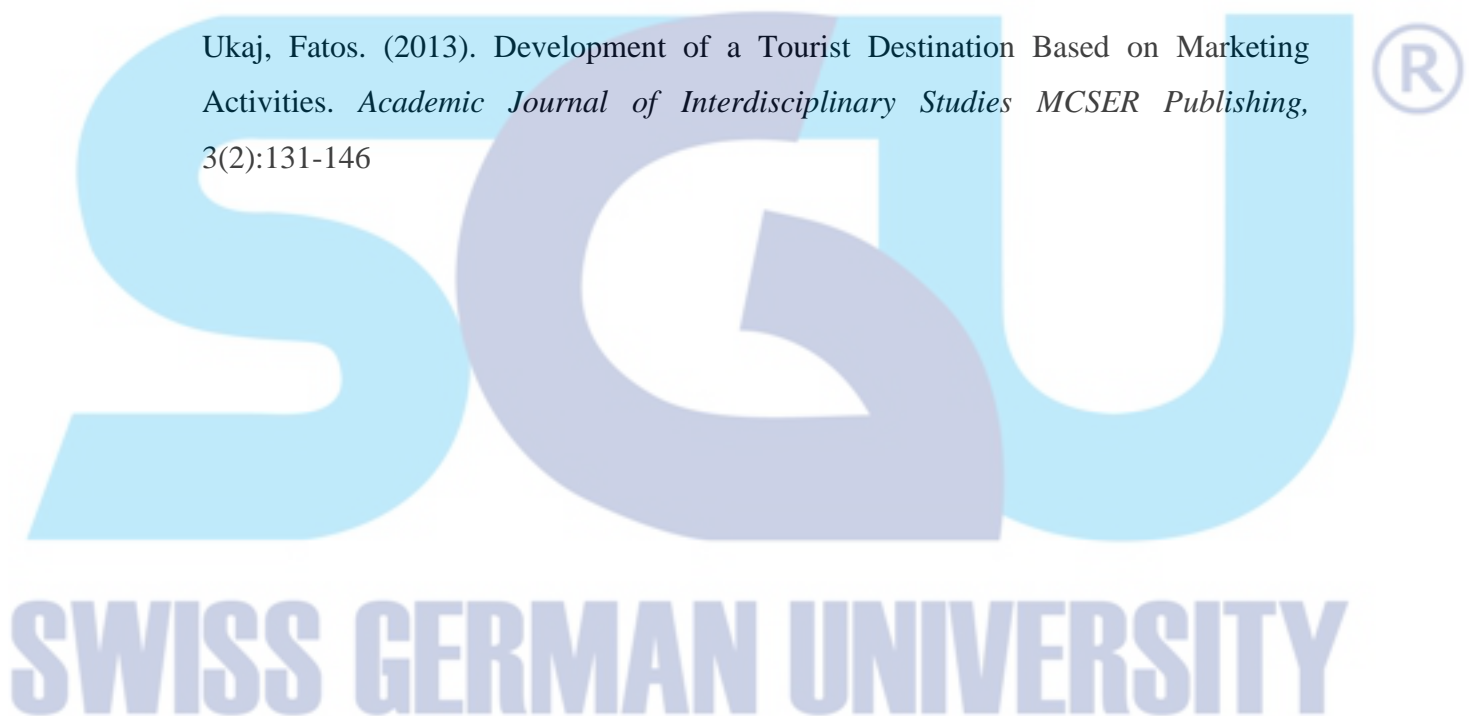 Ukaj, Fatos. (2013). Development of a Tourist Destination Based on Marketing
Activities. Academic Journal of Interdisciplinary Studies MCSER Publishing,
3(2):131-146
SGU ®
SWISS GERMAN UNIVERSITY